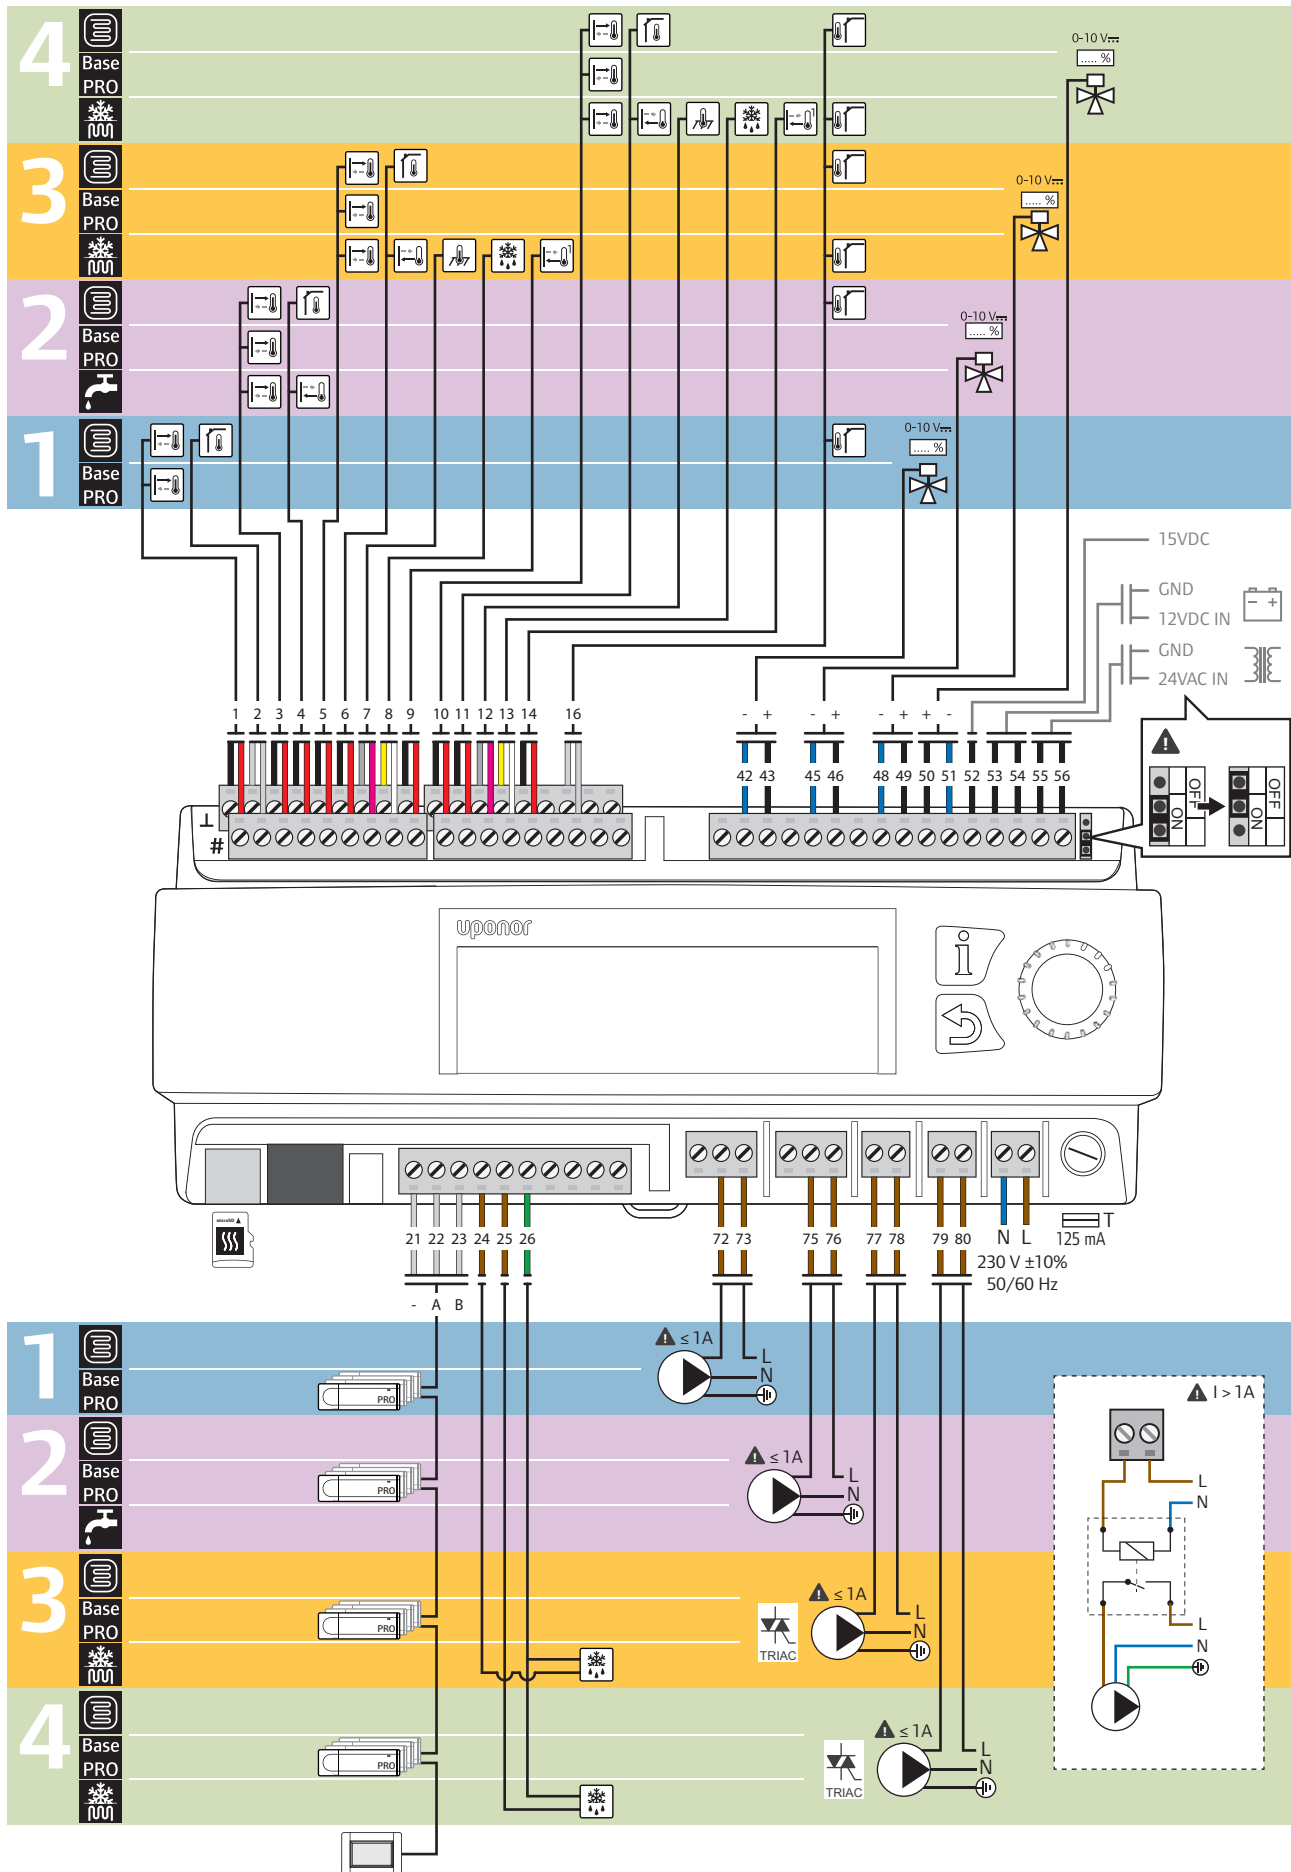 4
Base
PRO
0-10 V
..... %
3
Base
PRO
0-10 V
..... %
2
Base
PRO
0-10 V
..... %
1
Base
PRO
0-10 V
..... %
15VDC
GND
12VDC IN
- +
GND
24VAC IN
1 2 3 4 5 6 7 8 9 10 11 12 13 14 16
- + - + - + + -
42 43 45 46 48 49 50 51 52 53 54 55 56
OFF ON
OFF ON
⊥
#
uponor
i
microSD
21 22 23 24 25 26
72 73 75 76 77 78 79 80
N L
230 V ±10%
50/60 Hz
T
125 mA
- A B
1
Base
PRO
PRO
≤ 1A
L
N
I > 1A
L
N
L
N
2
Base
PRO
PRO
≤ 1A
L
N
3
Base
PRO
PRO
TRIAC
≤ 1A
L
N
4
Base
PRO
PRO
TRIAC
≤ 1A
L
N